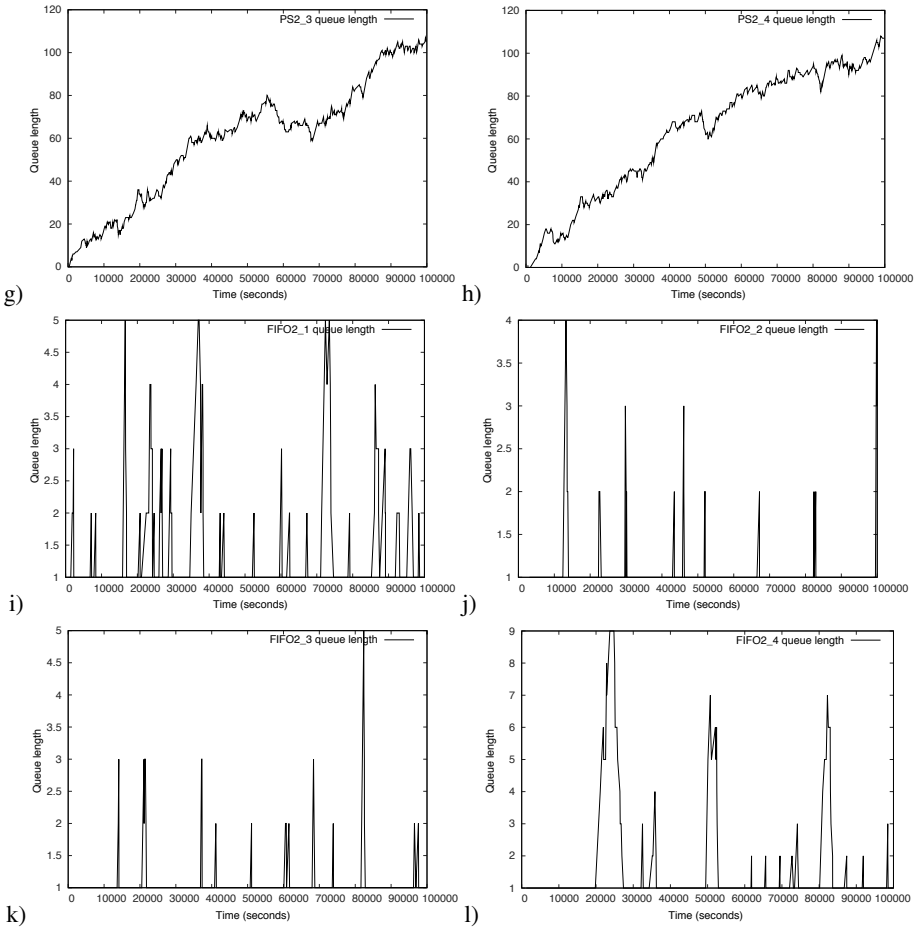 PS2_3 queue length
120
100
80
60
40
20
0
Queue length
0 10000 20000 30000 40000 50000 60000 70000 80000 90000 100000
Time (seconds)
g)
PS2_4 queue length
120
100
80
60
40
20
0
Queue length
0 10000 20000 30000 40000 50000 60000 70000 80000 90000 100000
Time (seconds)
h)
FIFO2_1 queue length
5
4.5
4
3.5
3
2.5
2
1.5
1
Queue length
0 10000 20000 30000 40000 50000 60000 70000 80000 90000 100000
Time (seconds)
i)
FIFO2_2 queue length
4
3.5
3
2.5
2
1.5
1
Queue length
0 10000 20000 30000 40000 50000 60000 70000 80000 90000 100000
Time (seconds)
j)
FIFO2_3 queue length
5
4.5
4
3.5
3
2.5
2
1.5
1
Queue length
0 10000 20000 30000 40000 50000 60000 70000 80000 90000 100000
Time (seconds)
k)
FIFO2_4 queue length
9
8
7
6
5
4
3
2
1
Queue length
0 10000 20000 30000 40000 50000 60000 70000 80000 90000 100000
Time (seconds)
l)